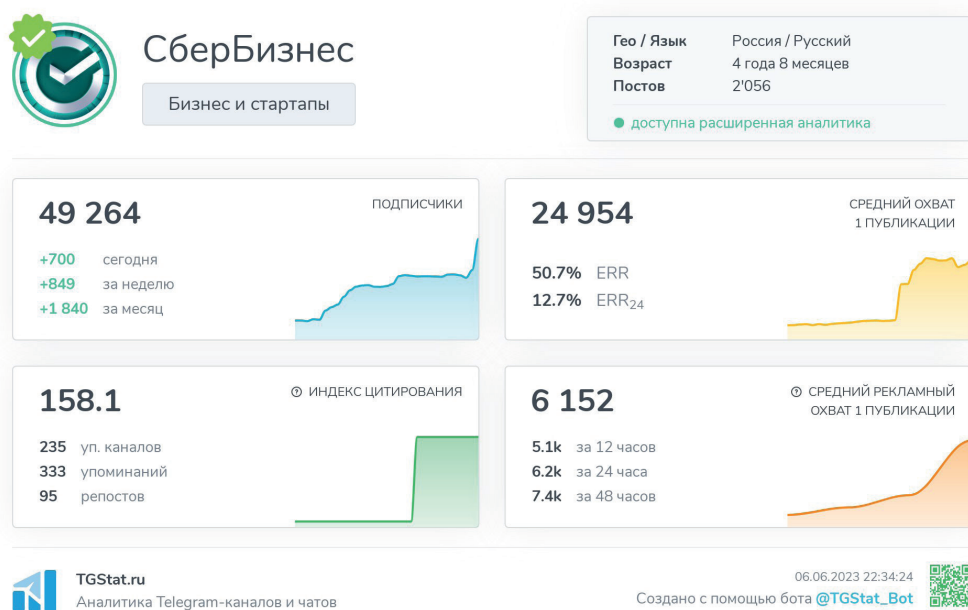 СберБизнес
Бизнес и стартапы
Гео / Язык Россия / Русский
Возраст 4 года 8 месяцев
Постов 2'056
доступна расширенная аналитика
49 264
ПОДПИСЧИКИ
+700 сегодня
+849 за неделю
+1 840 за месяц
24 954
СРЕДНИЙ ОХВАТ
1 ПУБЛИКАЦИИ
50.7% ERR
12.7% ERR24
158.1
ИНДЕКС ЦИТИРОВАНИЯ
235 уп. каналов
333 упоминаний
95 репостов
6 152
СРЕДНИЙ РЕКЛАМНЫЙ
ОХВАТ 1 ПУБЛИКАЦИИ
5.1k за 12 часов
6.2k за 24 часа
7.4k за 48 часов
TGStat.ru
Аналитика Telegram-каналов и чатов
06.06.2023 22:34:24
Создано с помощью бота @TGStat_Bot